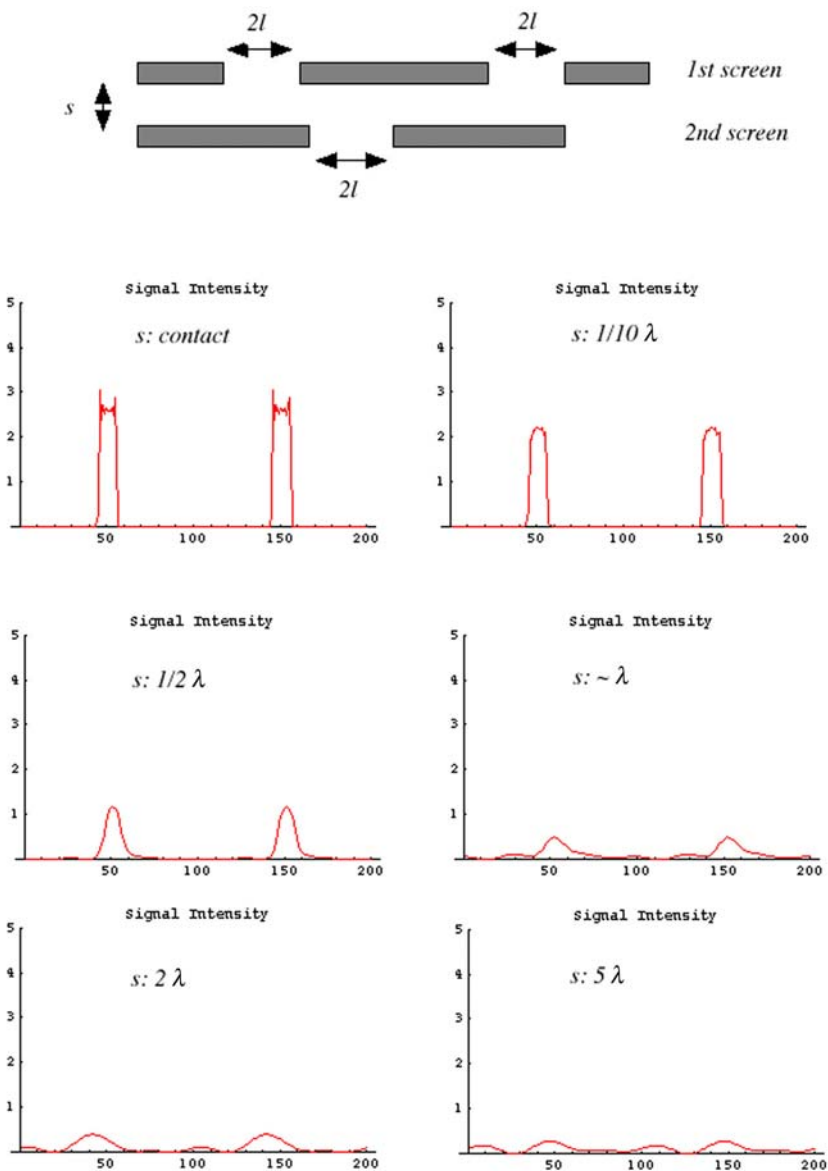 2l 2l
1st screen
s
2nd screen
2l
Signal Intensity
s: contact
5
4
3
2
1
50 100 150 200
Signal Intensity
s: 1/10 λ
5
4
3
2
1
50 100 150 200
Signal Intensity
s: 1/2 λ
5
4
3
2
1
50 100 150 200
Signal Intensity
s: ~ λ
5
4
3
2
1
50 100 150 200
Signal Intensity
s: 2 λ
5
4
3
2
1
50 100 150 200
Signal Intensity
s: 5 λ
5
4
3
2
1
50 100 150 200